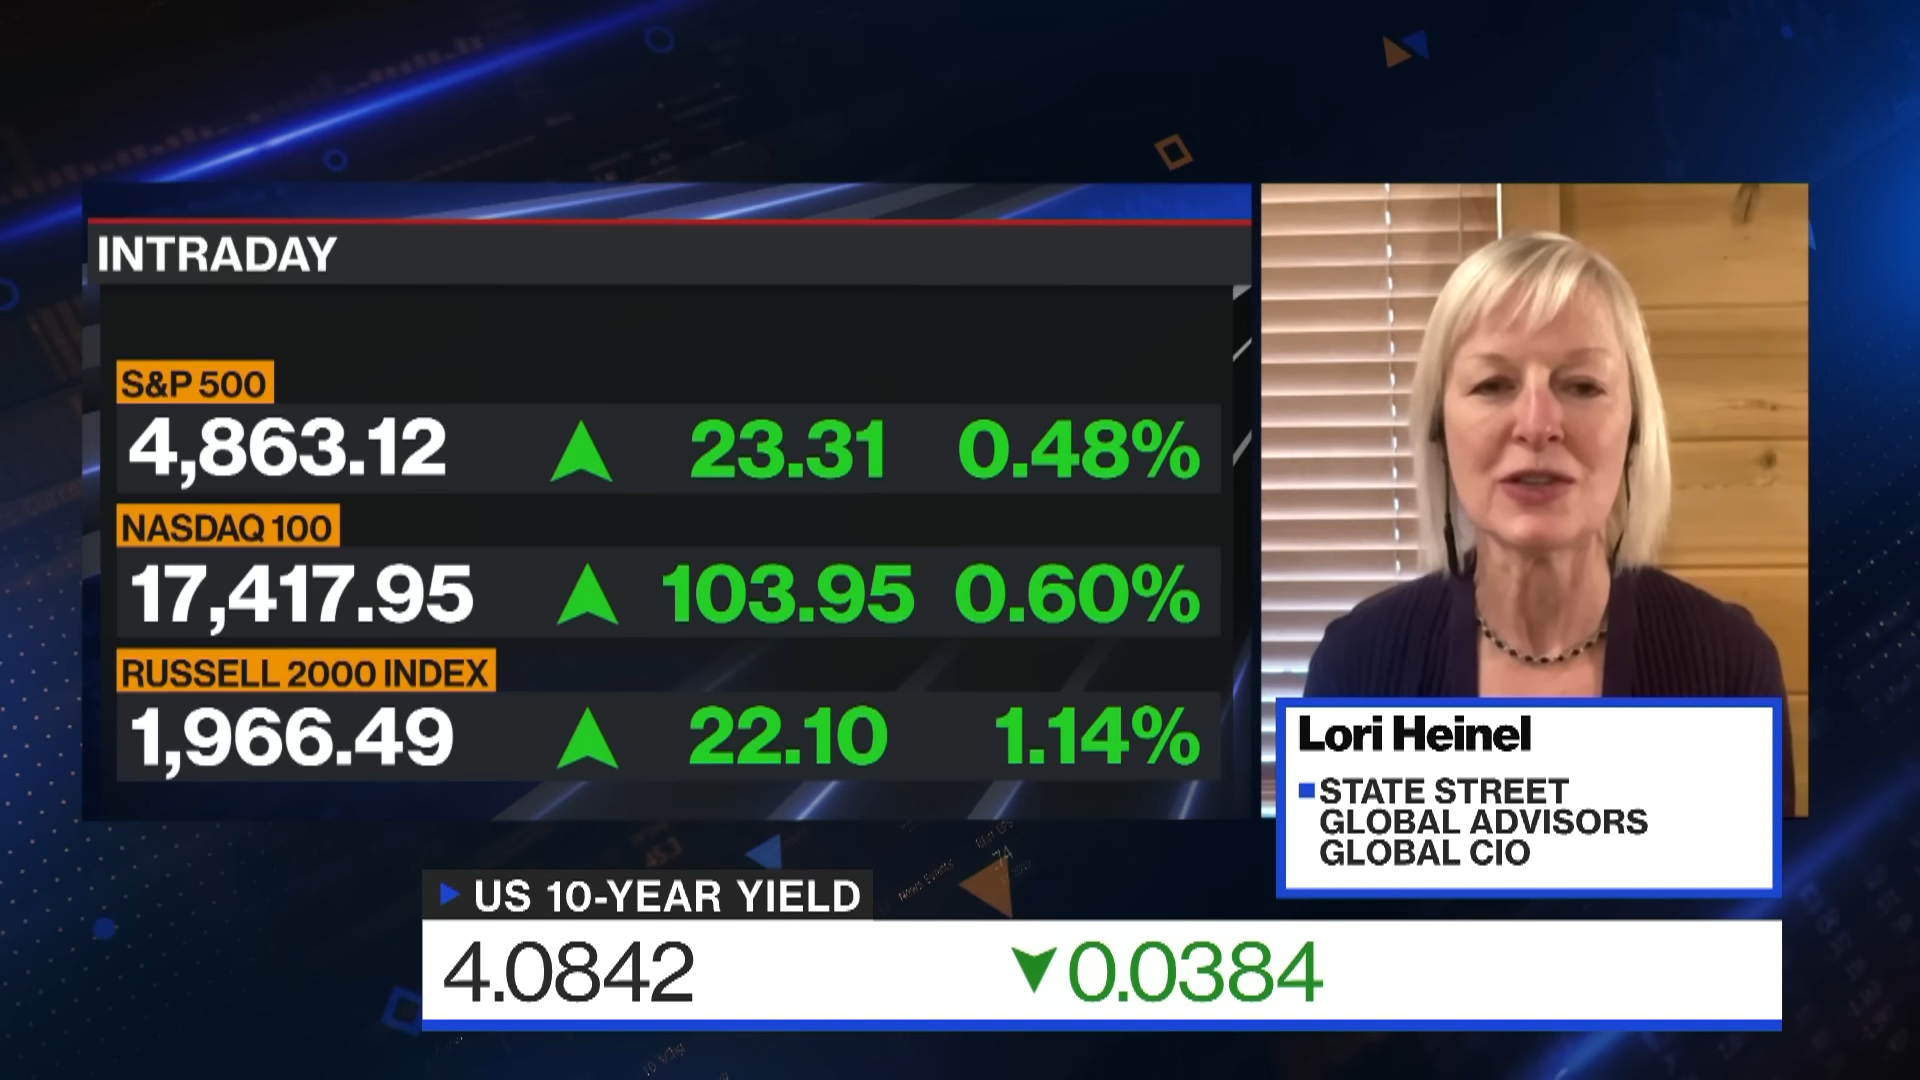 INTRADAY
S&P 500
4,863.12 ▲ 23.31 0.48%
NASDAQ 100
17,417.95 ▲ 103.95 0.60%
RUSSELL 2000 INDEX
1,966.49 ▲ 22.10 1.14%
Lori Heinel
STATE STREET
GLOBAL ADVISORS
GLOBAL CIO
US 10-YEAR YIELD
4.0842 ▼ 0.0384